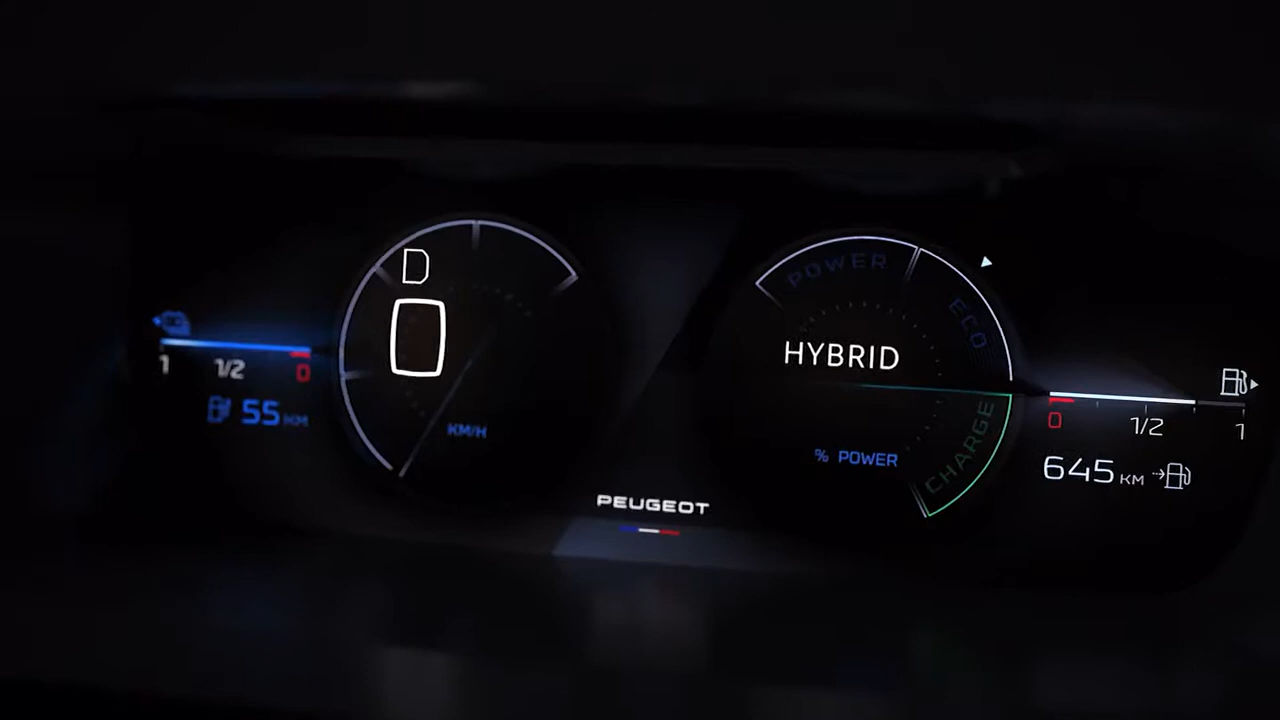 D
0
KM/H
1 1/2 0
55 KM
POWER
ECO
HYBRID
CHARGE
% POWER
0 1/2 1
645 KM
PEUGEOT